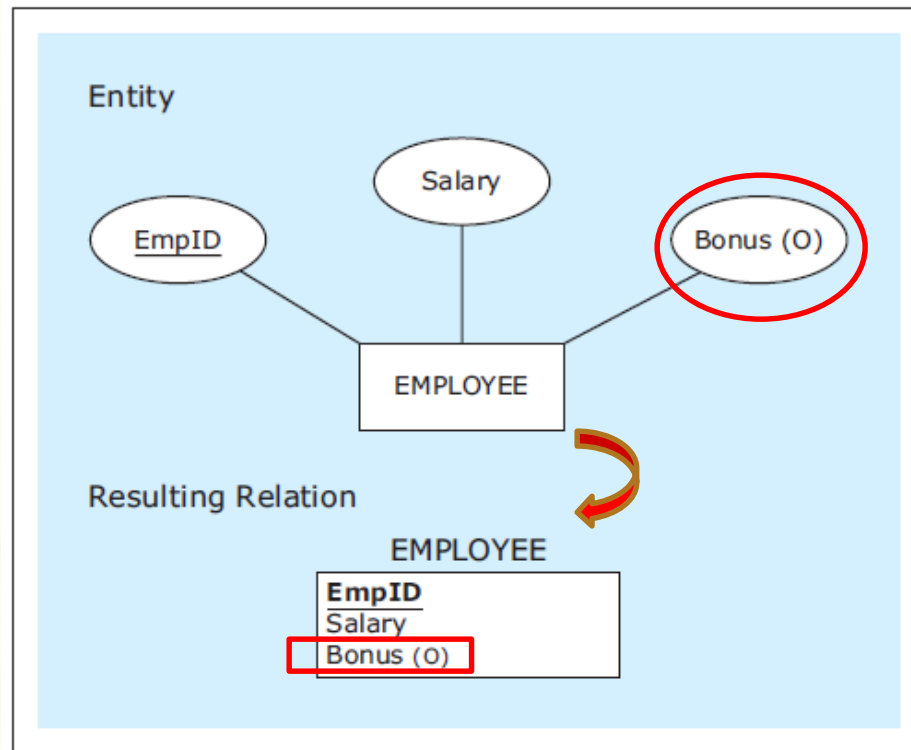 Entity
Salary
EmpID
Bonus (O)
EMPLOYEE
Resulting Relation
EMPLOYEE
EmpID
Salary
Bonus (O)